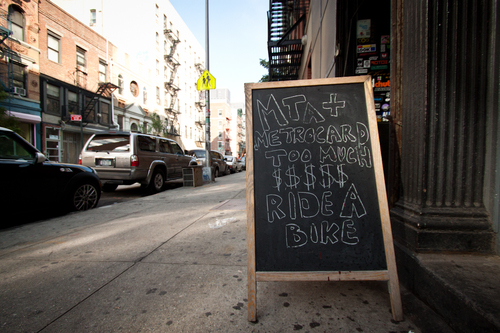 MTA +
METROCARD
TOO MUCH
$$$$$
RIDE A
BIKE